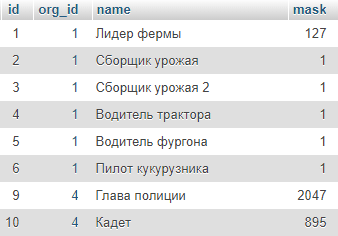 id org_id name mask
1 1 Лидер фермы 127
2 1 Сборщик урожая 1
3 1 Сборщик урожая 2 1
4 1 Водитель трактора 1
5 1 Водитель фургона 1
6 1 Пилот кукурузника 1
9 4 Глава полиции 2047
10 4 Кадет 895